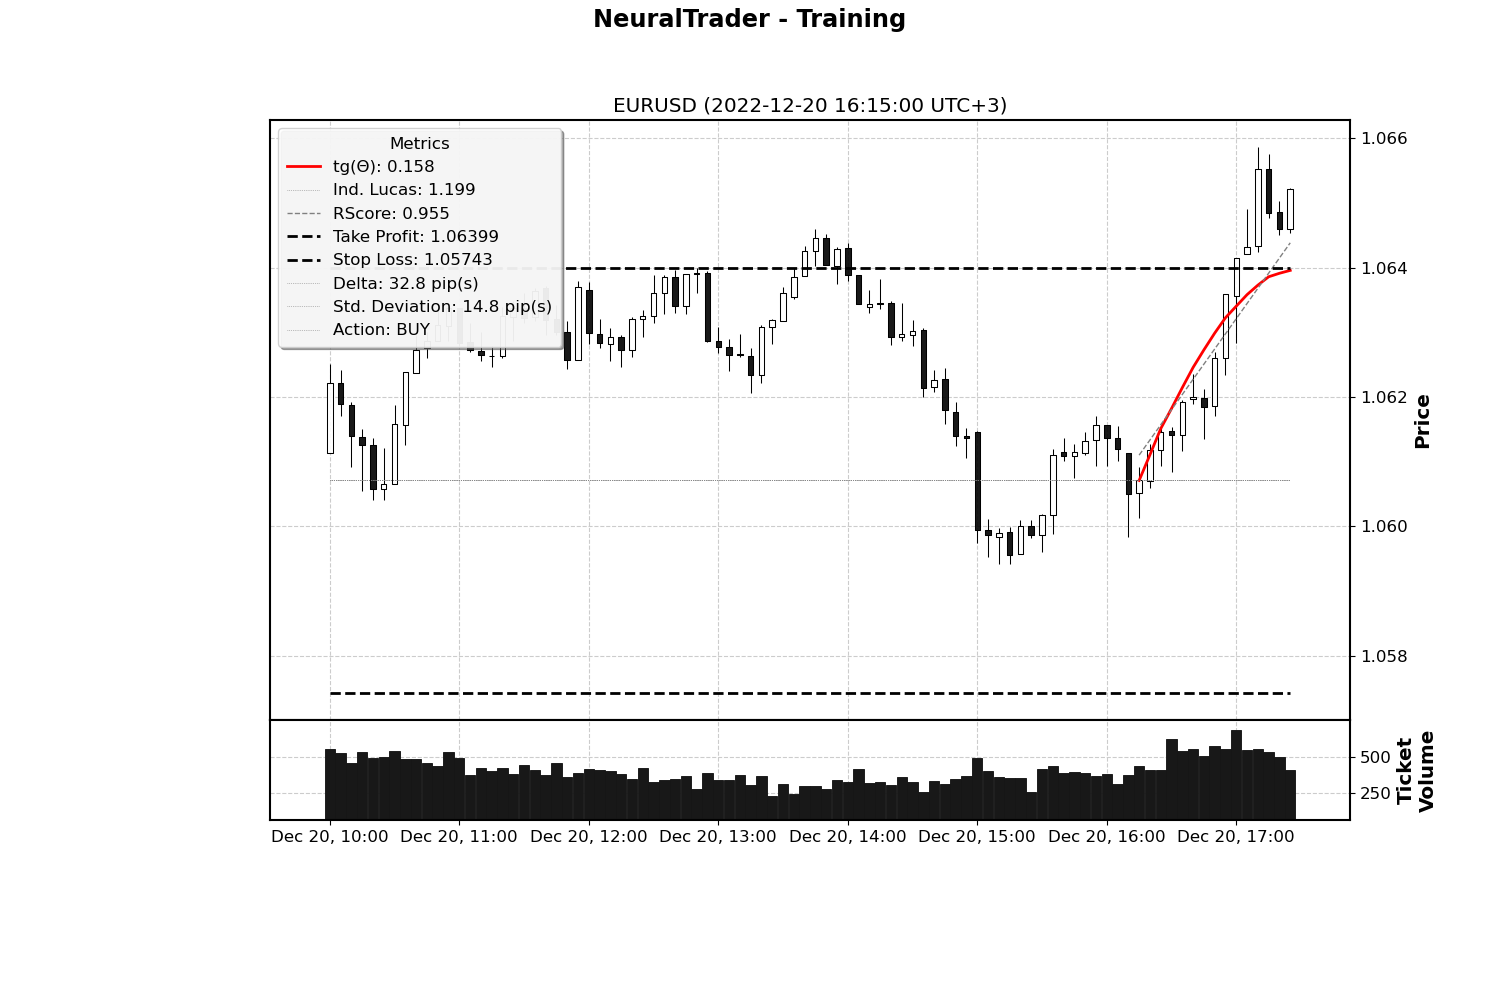 NeuralTrader - Training
EURUSD (2022-12-20 16:15:00 UTC+3)
Metrics
tg(Θ): 0.158
Ind. Lucas: 1.199
RScore: 0.955
Take Profit: 1.06399
Stop Loss: 1.05743
Delta: 32.8 pip(s)
Std. Deviation: 14.8 pip(s)
Action: BUY
1.066
1.064
1.062
1.060
1.058
Price
500
250
Ticket
Volume
Dec 20, 10:00 Dec 20, 11:00 Dec 20, 12:00 Dec 20, 13:00 Dec 20, 14:00 Dec 20, 15:00 Dec 20, 16:00 Dec 20, 17:00